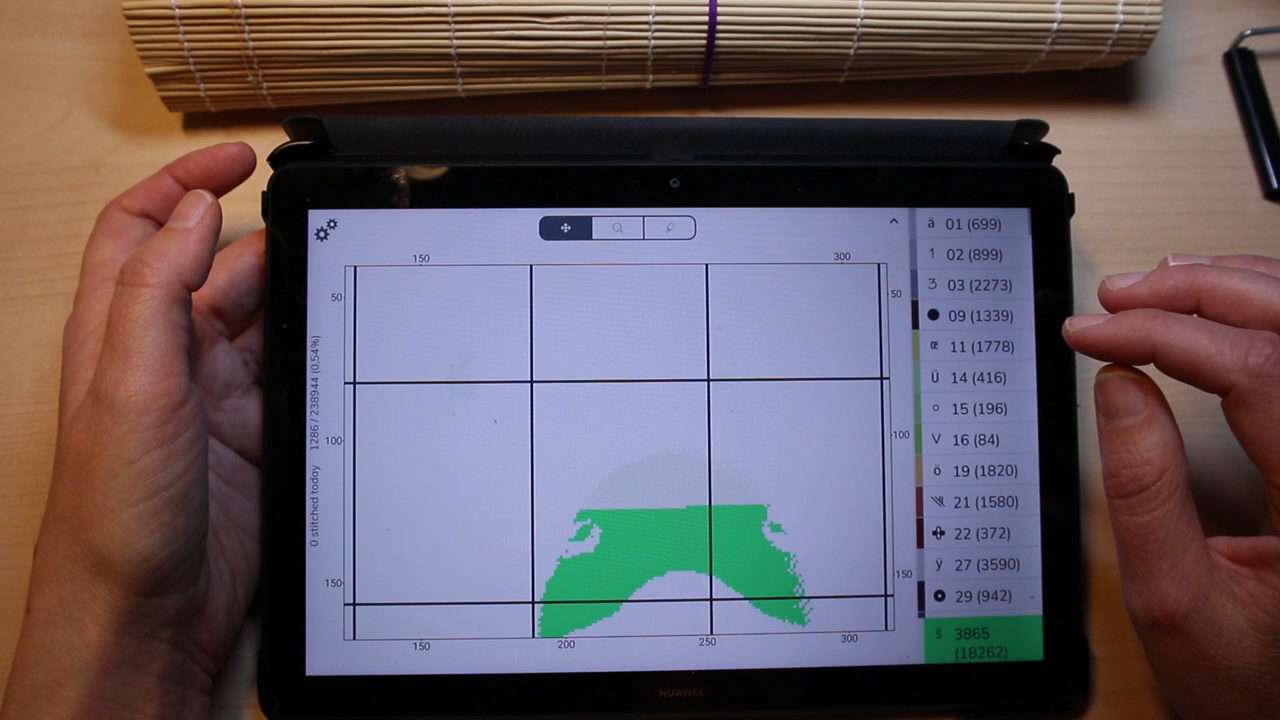 150
300
50
50
100
100
150
150
150
200
250
300
0 stitched today 1286 / 238944 (0,54%)
ä 01 (699)
1 02 (899)
3 03 (2273)
09 (1339)
œ 11 (1778)
Ü 14 (416)
15 (196)
V 16 (84)
ö 19 (1820)
21 (1580)
22 (372)
ÿ 27 (3590)
29 (942)
š 3865
(18262)
HUAWEI